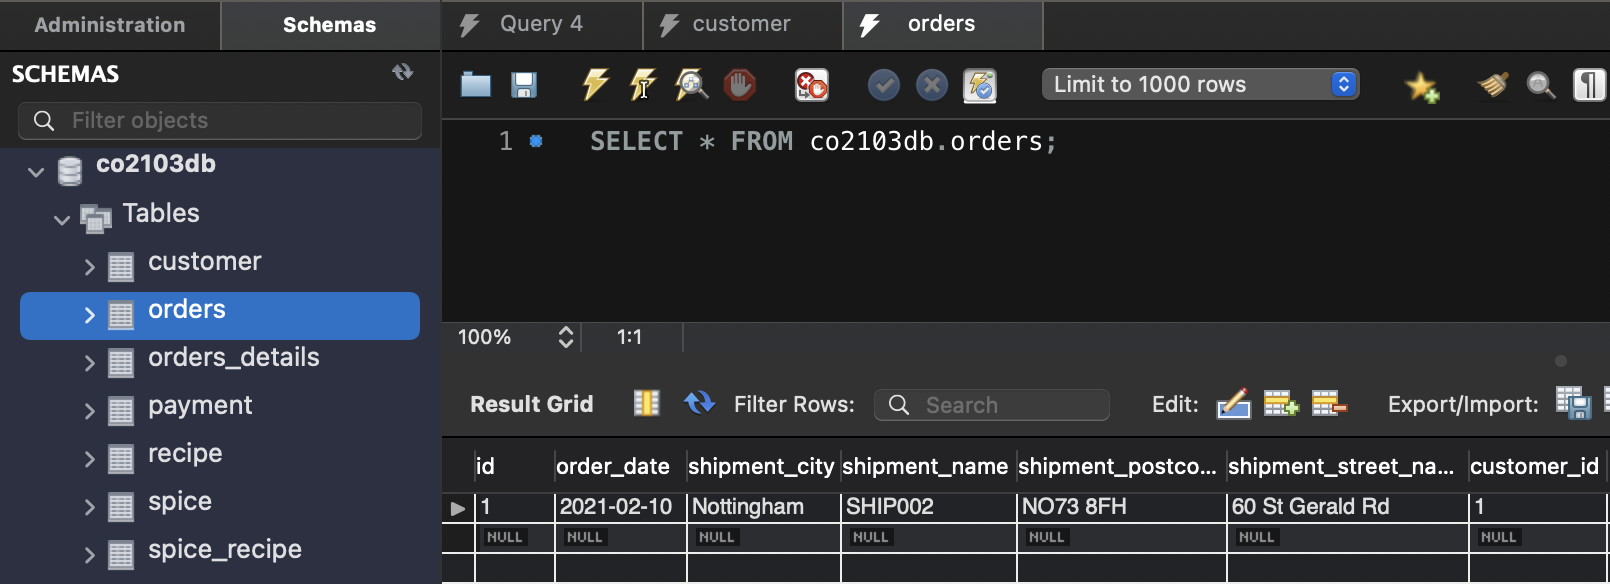 Administration Schemas
SCHEMAS
Filter objects
co2103db
Tables
customer
orders
orders_details
payment
recipe
spice
spice_recipe
Query 4 customer orders
Limit to 1000 rows
1 SELECT * FROM co2103db.orders;
100% 1:1
Result Grid Filter Rows: Search Edit: Export/Import:
id order_date shipment_city shipment_name shipment_postco... shipment_street_na... customer_id
1 2021-02-10 Nottingham SHIP002 NO73 8FH 60 St Gerald Rd 1
NULL NULL NULL NULL NULL NULL NULL